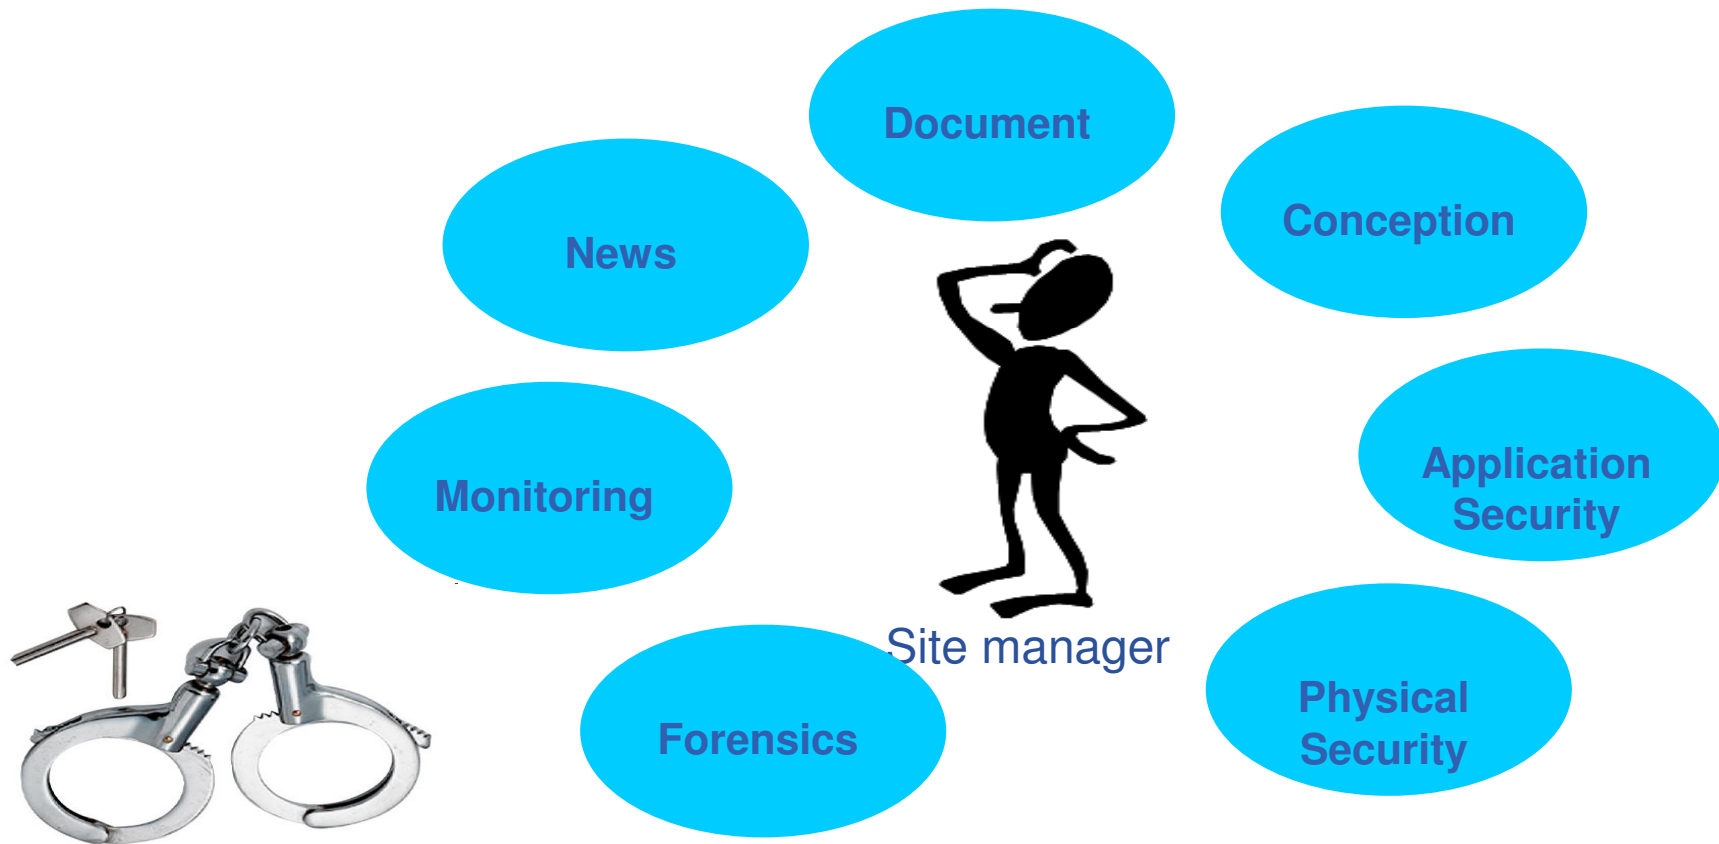 Document
Conception
News
Application
Security
Monitoring
Site manager
Physical
Security
Forensics